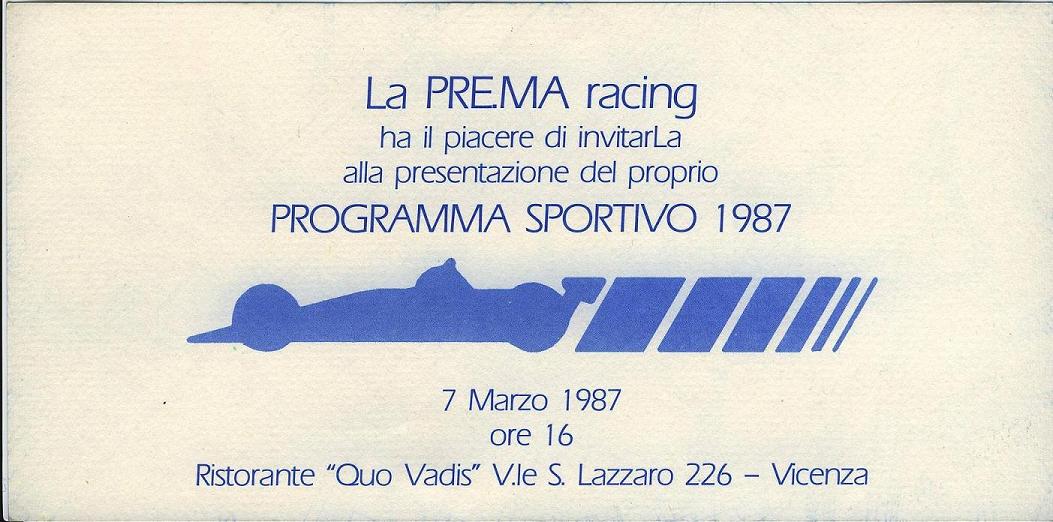 La PRE.MA racing
ha il piacere di invitarLa
alla presentazione del proprio
PROGRAMMA SPORTIVO 1987
7 Marzo 1987
ore 16
Ristorante “Quo Vadis” V.le S. Lazzaro 226 – Vicenza